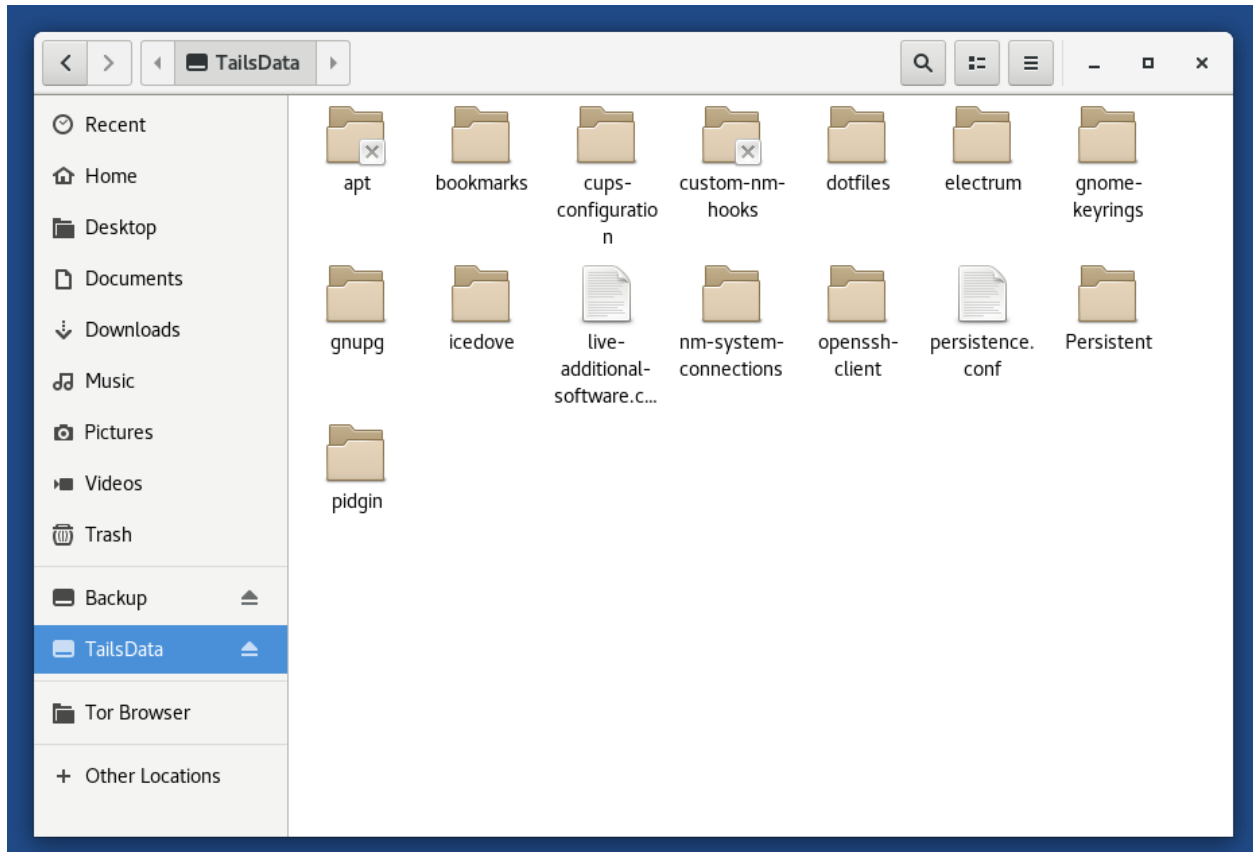 TailsData
Recent
Home
Desktop
Documents
Downloads
Music
Pictures
Videos
Trash
Backup
TailsData
Tor Browser
Other Locations
apt
bookmarks
cups-
configuratio
n
custom-nm-
hooks
dotfiles
electrum
gnome-
keyrings
gnupg
icedove
live-
additional-
software.c...
nm-system-
connections
openssh-
client
persistence.
conf
Persistent
pidgin